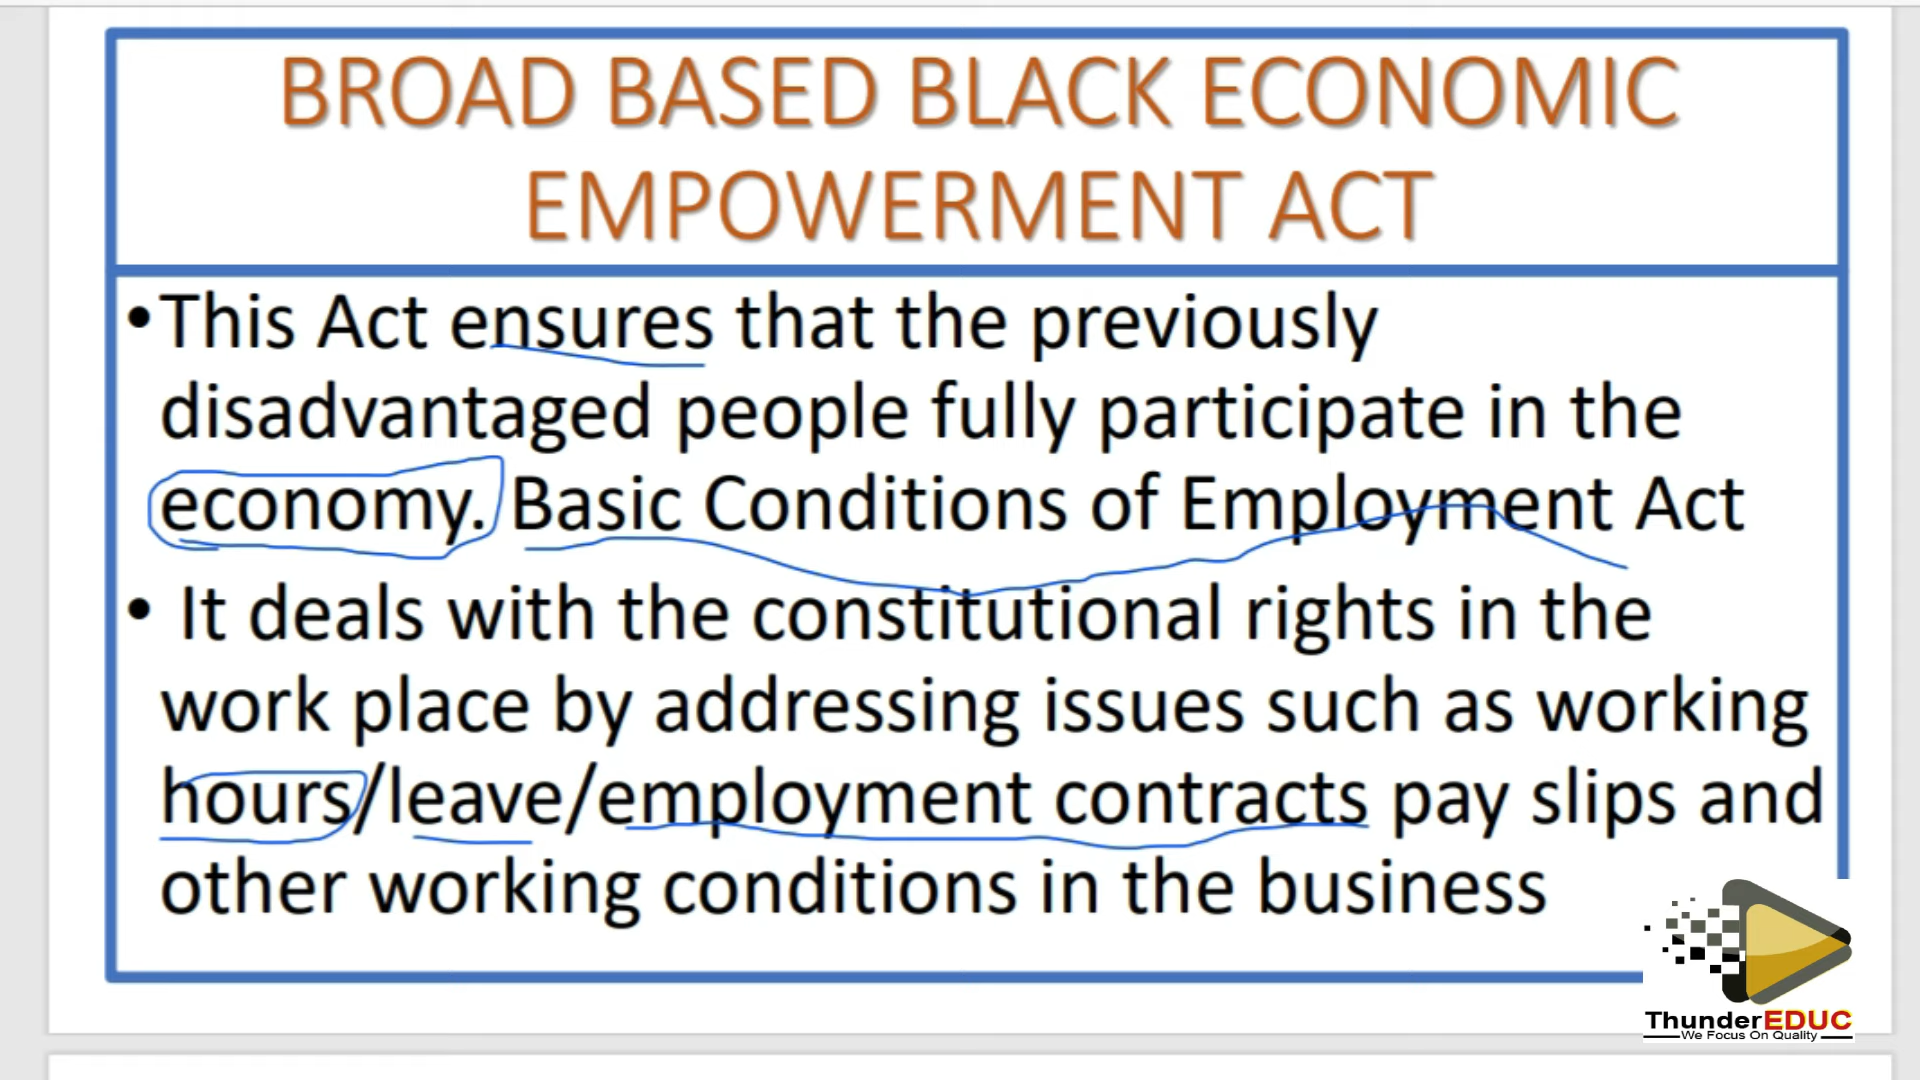 BROAD BASED BLACK ECONOMIC
EMPOWERMENT ACT
•This Act ensures that the previously
disadvantaged people fully participate in the
economy. Basic Conditions of Employment Act
• It deals with the constitutional rights in the
work place by addressing issues such as working
hours/leave/employment contracts pay slips and
other working conditions in the business
ThunderEDUC
We Focus On Quality